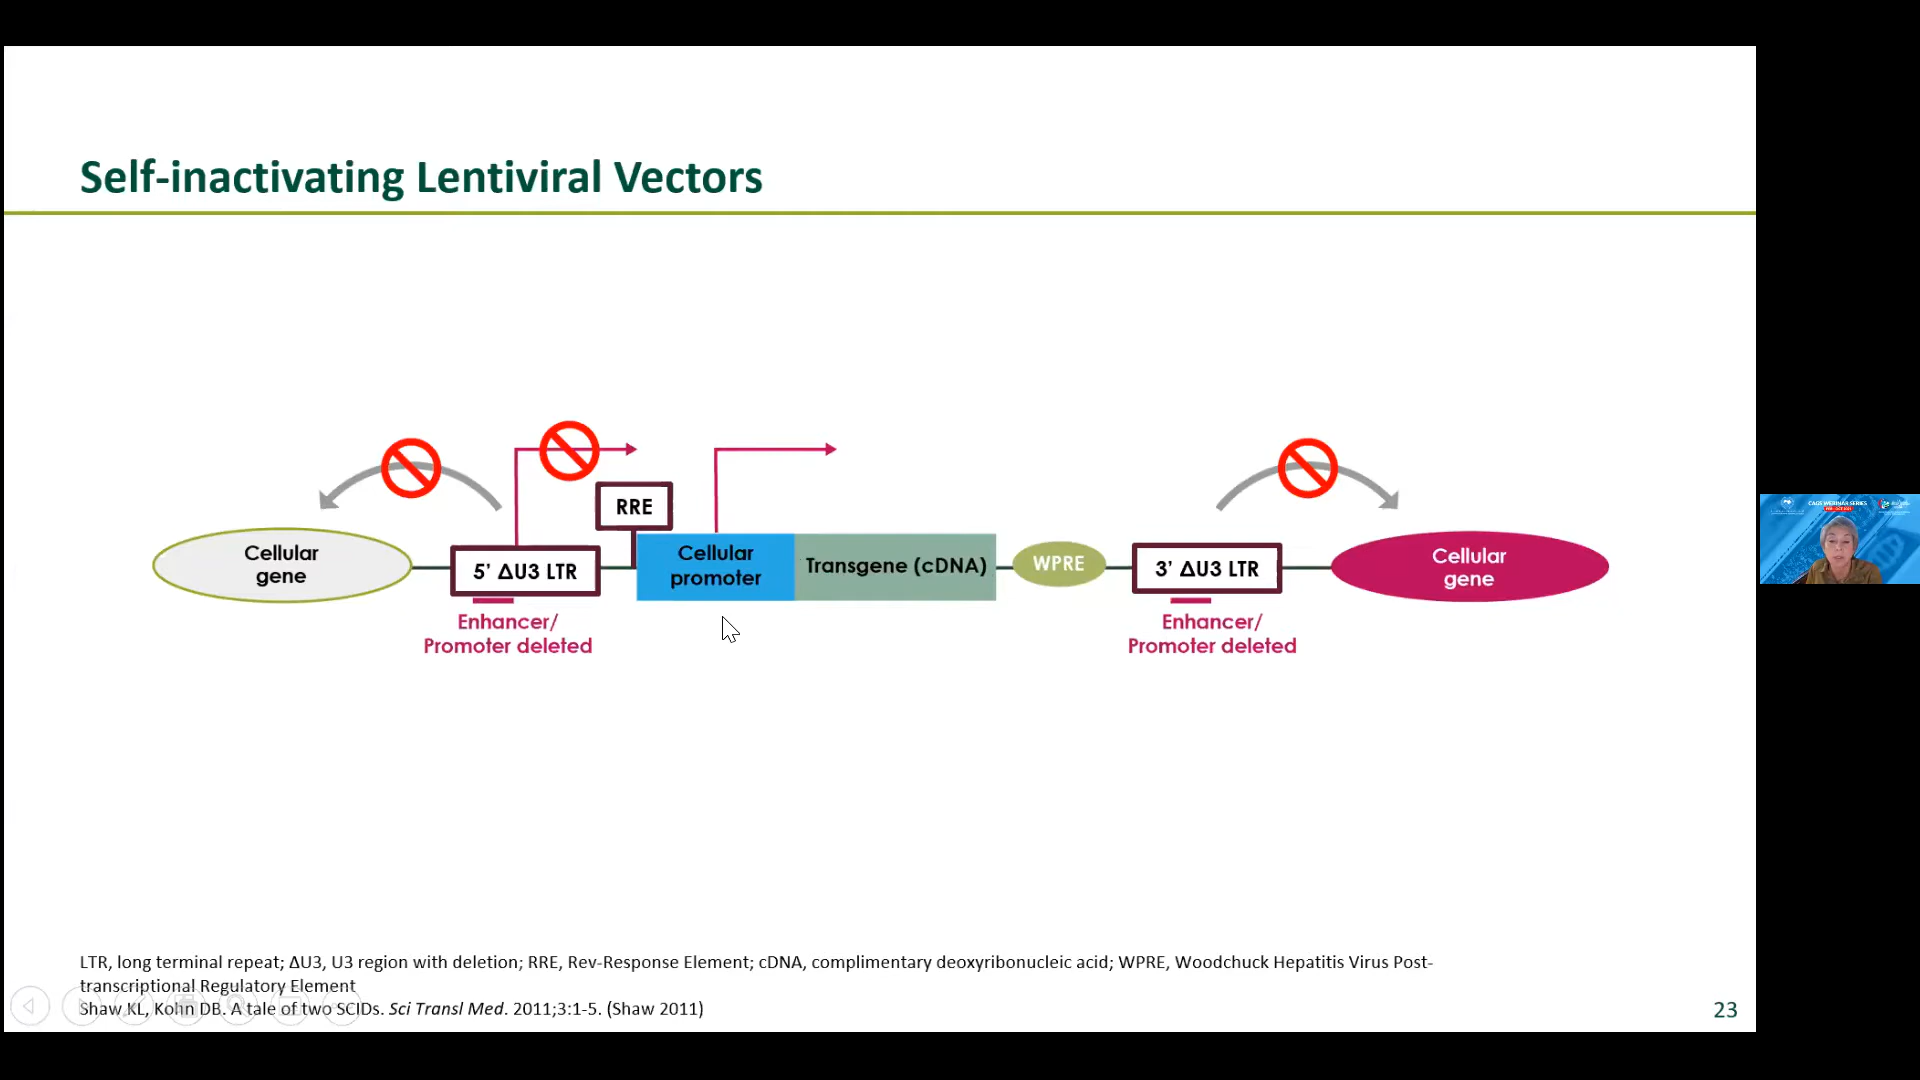 Self-inactivating Lentiviral Vectors
RRE
Cellular
gene
5’ ΔU3 LTR
Cellular
promoter
Transgene (cDNA)
WPRE
3’ ΔU3 LTR
Cellular
gene
Enhancer/
Promoter deleted
Enhancer/
Promoter deleted
CAGS WEBINAR SERIES
LTR, long terminal repeat; ΔU3, U3 region with deletion; RRE, Rev-Response Element; cDNA, complimentary deoxyribonucleic acid; WPRE, Woodchuck Hepatitis Virus Post-
transcriptional Regulatory Element
Shaw KL, Kohn DB. A tale of two SCIDs. Sci Transl Med. 2011;3:1-5. (Shaw 2011)
23